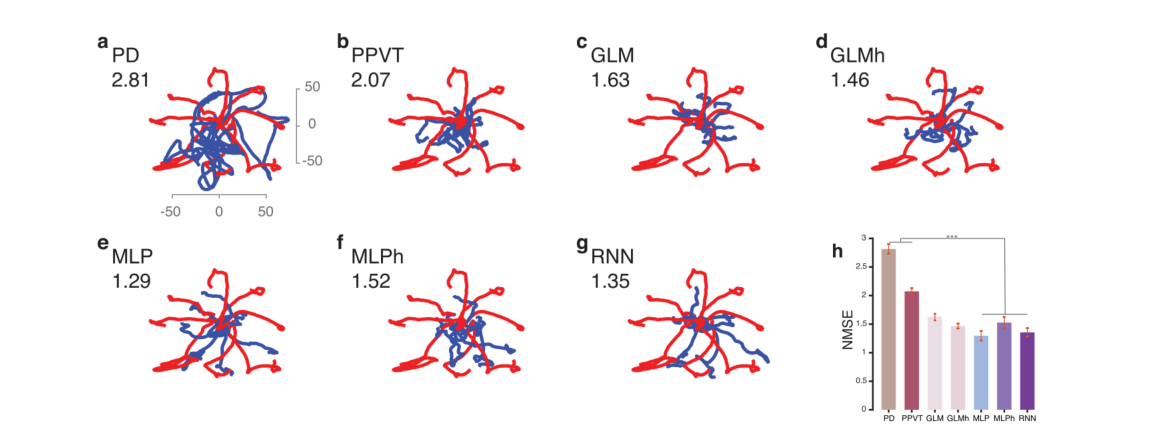 a PD
2.81
50
0
-50
-50 0 50
b PPVT
2.07
c GLM
1.63
d GLMh
1.46
e MLP
1.29
f MLPh
1.52
g RNN
1.35
h
***
3
2.5
2
1.5
1
0.5
0
NMSE
PD PPVT GLM GLMh MLP MLPh RNN